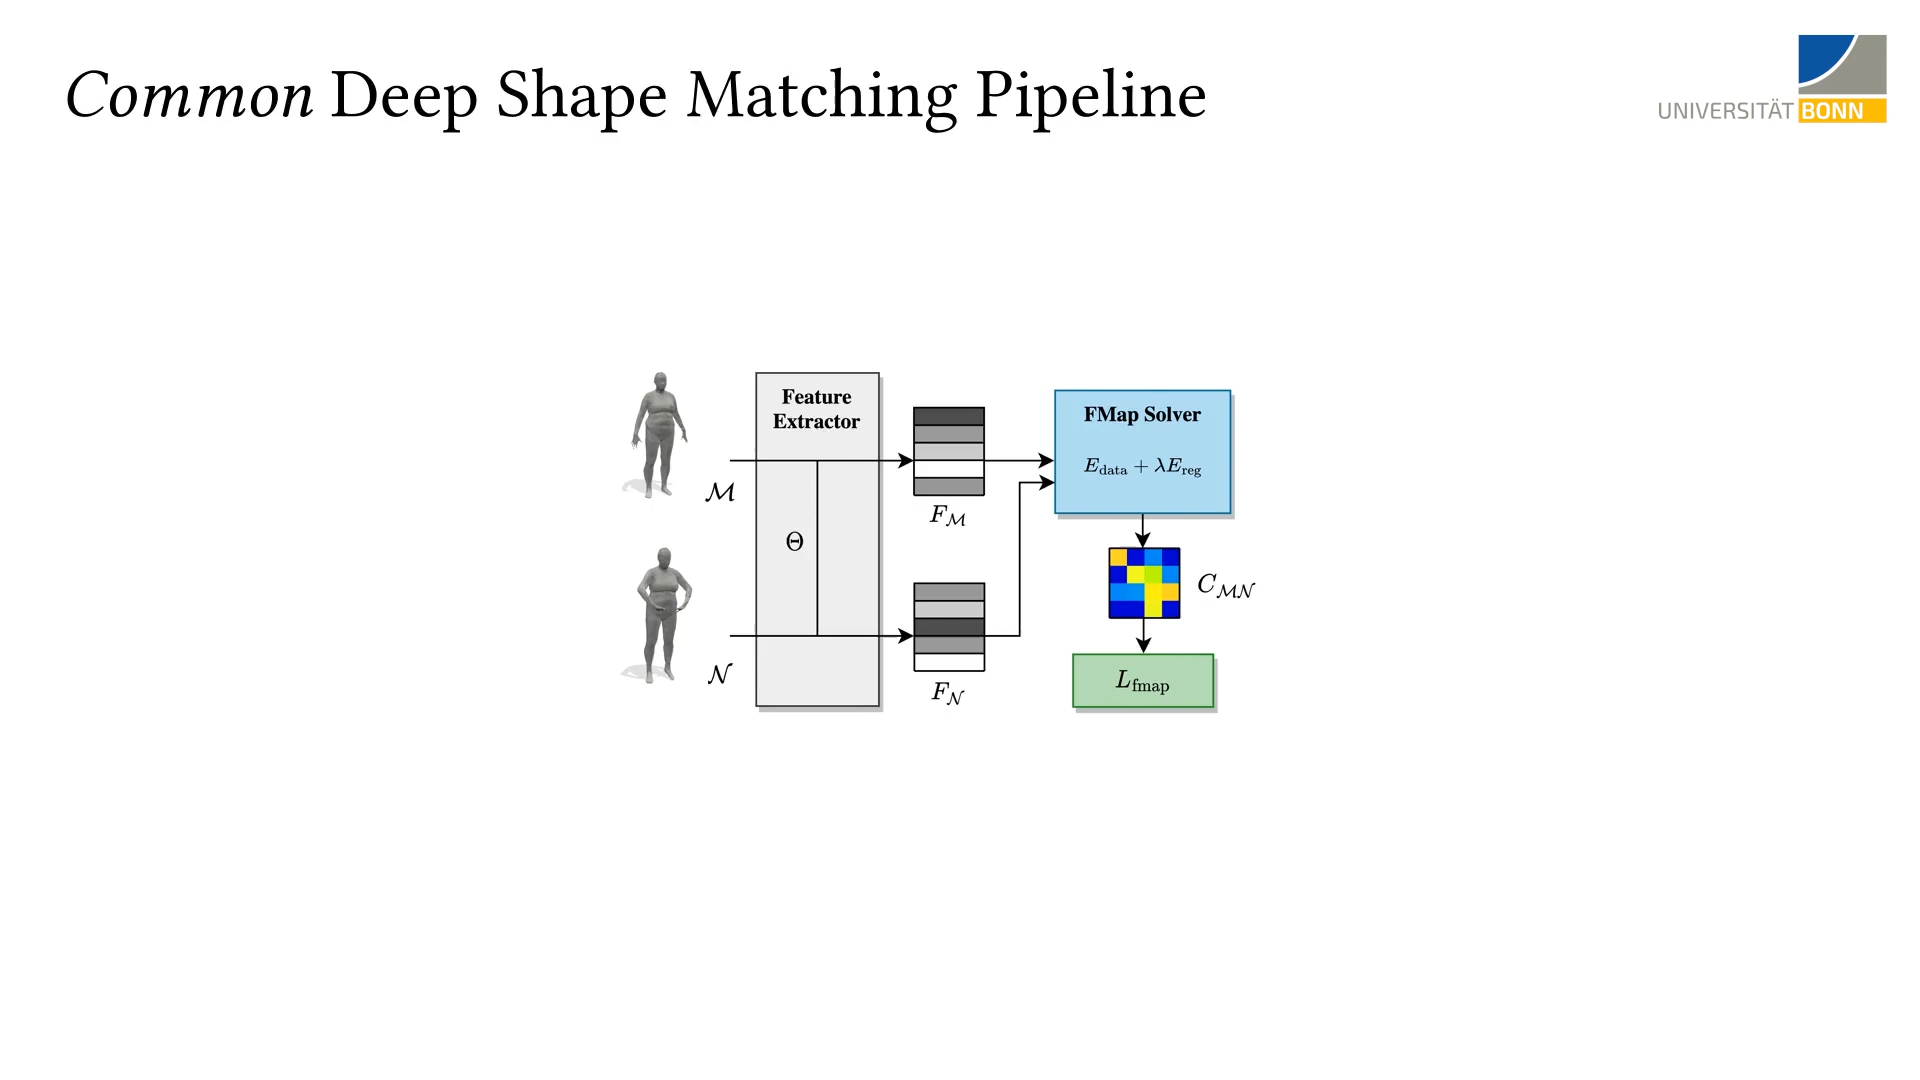 Common Deep Shape Matching Pipeline
UNIVERSITÄT BONN
Feature
Extractor
FMap Solver
E_data + λE_reg
ℳ
F_ℳ
Θ
C_ℳ𝒩
𝒩
F_𝒩
L_fmap